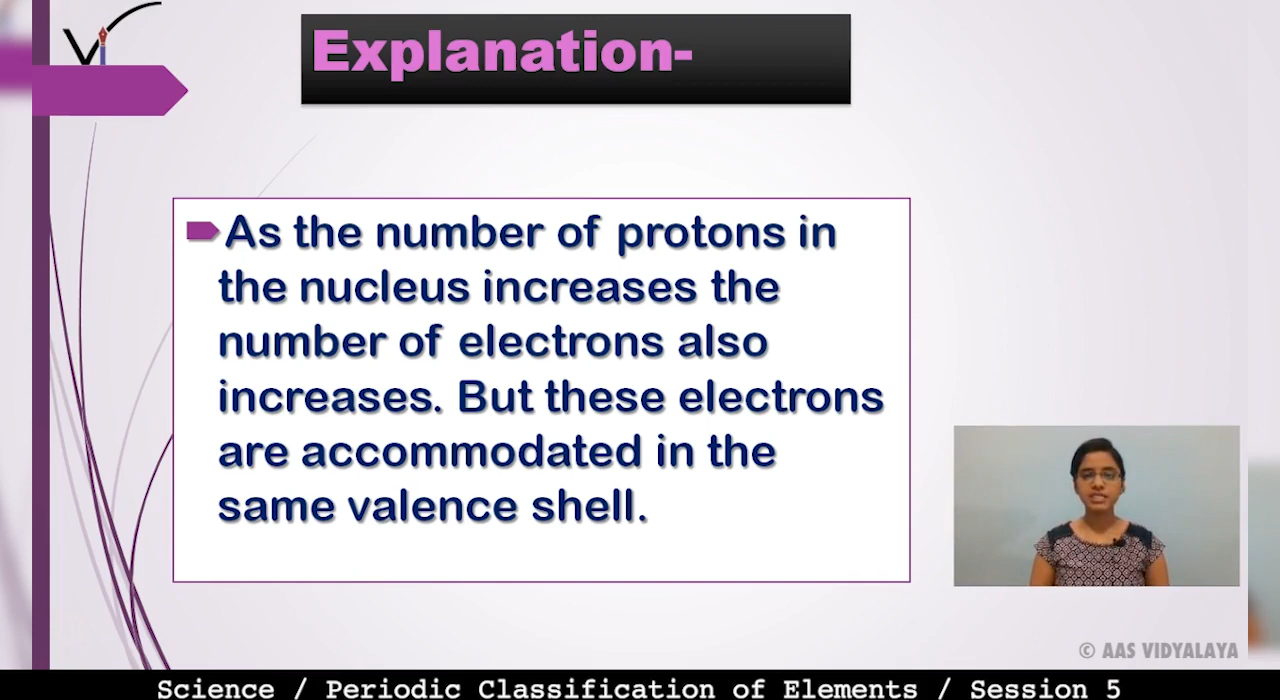 Explanation-
As the number of protons in
the nucleus increases the
number of electrons also
increases. But these electrons
are accommodated in the
same valence shell.
© AAS VIDYALAYA
Science / Periodic Classification of Elements / Session 5